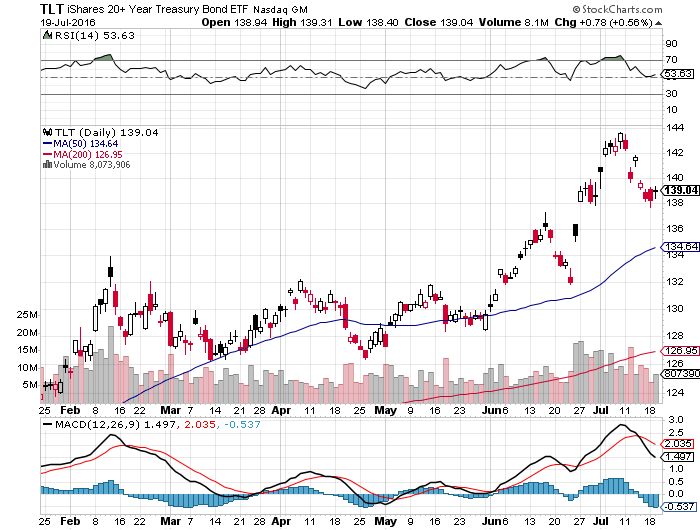 TLT iShares 20+ Year Treasury Bond ETF Nasdaq GM © StockCharts.com
19-Jul-2016 Open 138.94 High 139.31 Low 138.40 Close 139.04 Volume 8.1M Chg +0.78 (+0.56%)
RSI(14) 53.63
90
70
53.63
50
30
10
TLT (Daily) 139.04
MA(50) 134.64
MA(200) 126.95
Volume 8,073,906
144
142
140
139.04
138
136
134.64
134
132
130
128
126.95
126
807390
124
25M
20M
15M
10M
5M
25 Feb 8 16 22 Mar 7 14 21 28 Apr 11 18 25 May 9 16 23 Jun 6 13 20 27 Jul 11 18
MACD(12,26,9) 1.497, 2.035, -0.537
3.0
2.5
2.035
1.497
1.0
0.5
0.0
-0.537
25 Feb 8 16 22 Mar 7 14 21 28 Apr 11 18 25 May 9 16 23 Jun 6 13 20 27 Jul 11 18